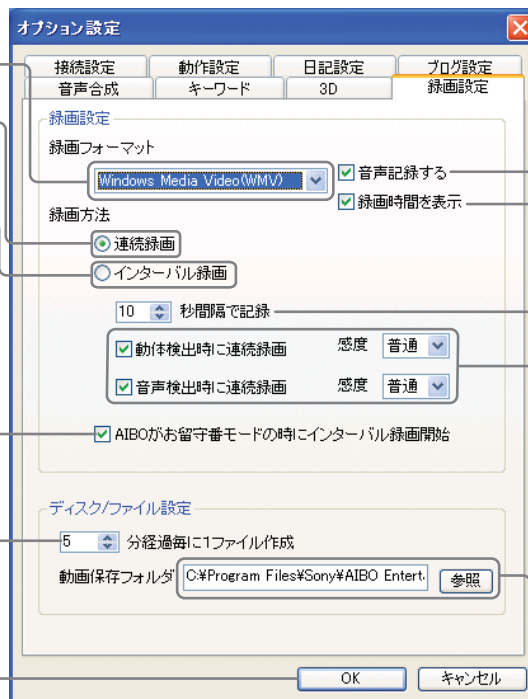 オプション設定
接続設定 動作設定 日記設定 ブログ設定
音声合成 キーワード 3D 録画設定
録画設定
録画フォーマット
Windows Media Video(WMV) 音声記録する
録画時間を表示
録画方法
連続録画
インターバル録画
10 秒間隔で記録
動体検出時に連続録画 感度 普通
音声検出時に連続録画 感度 普通
AIBOがお留守番モードの時にインターバル録画開始
ディスク/ファイル設定
5 分経過毎に1ファイル作成
動画保存フォルダ C:¥Program Files¥Sony¥AIBO Entert. 参照
OK キャンセル